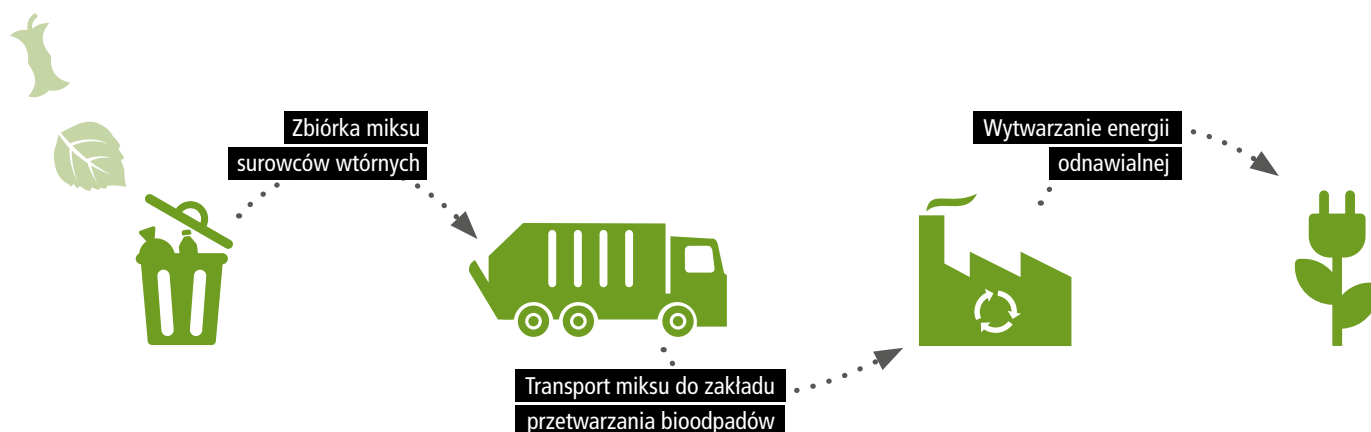 Zbiórka miksu
surowców wtórnych
Transport miksu do zakładu
przetwarzania bioodpadów
Wytwarzanie energii
odnawialnej